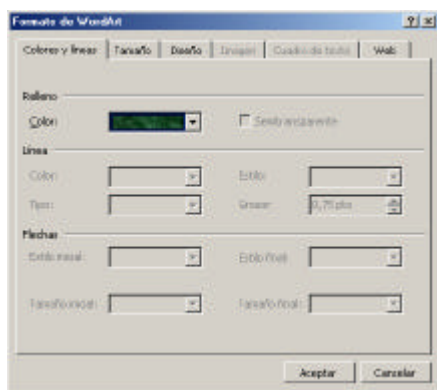 Formato de WordArt
Colores y líneas Tamaño Diseño Imagen Cuadro de texto Web
Relleno
Color: Semitransparente
Línea
Color: Estilo:
Tipo: Grosor: 0,75 pto
Flechas
Estilo inicial: Estilo final:
Tamaño inicial: Tamaño final:
Aceptar Cancelar